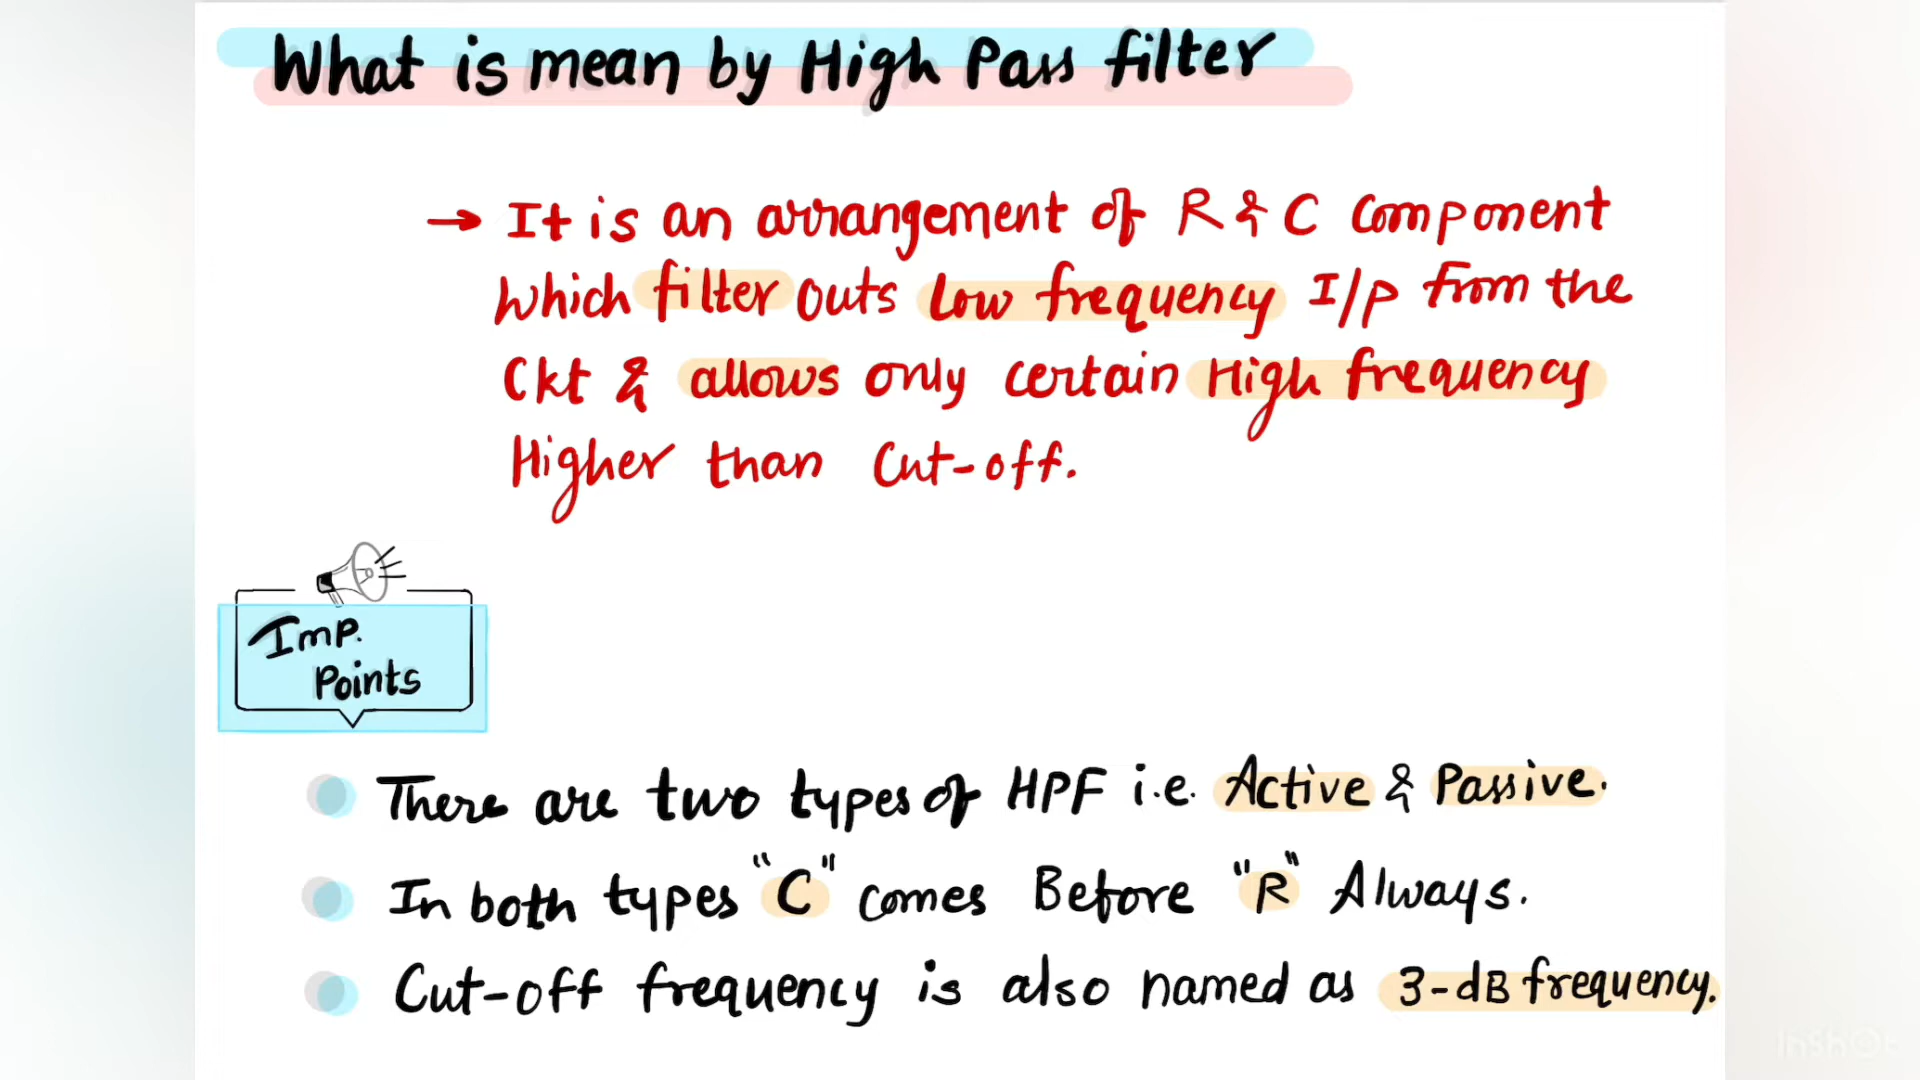 What is mean by High Pass filter
→ It is an arrangement of R & C component
which filter outs low frequency I/p from the
Ckt & allows only certain High frequency
Higher than Cut-off.
Imp.
Points
There are two types of HPF i.e. Active & Passive.
In both types "C" comes Before "R" Always.
Cut-off frequency is also named as 3-dB frequency.
InShOt